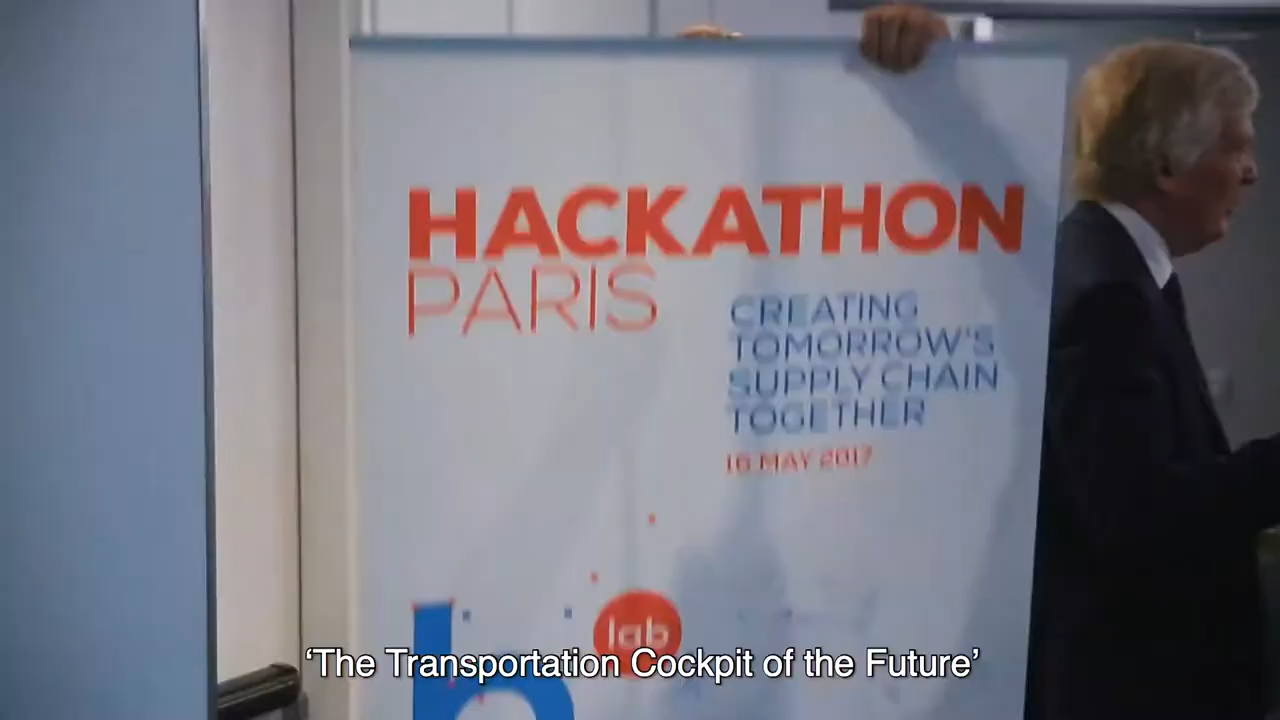 HACKATHON
PARIS
CREATING
TOMORROW'S
SUPPLY CHAIN
TOGETHER
16 MAY 2017
lab
b
‘The Transportation Cockpit of the Future’